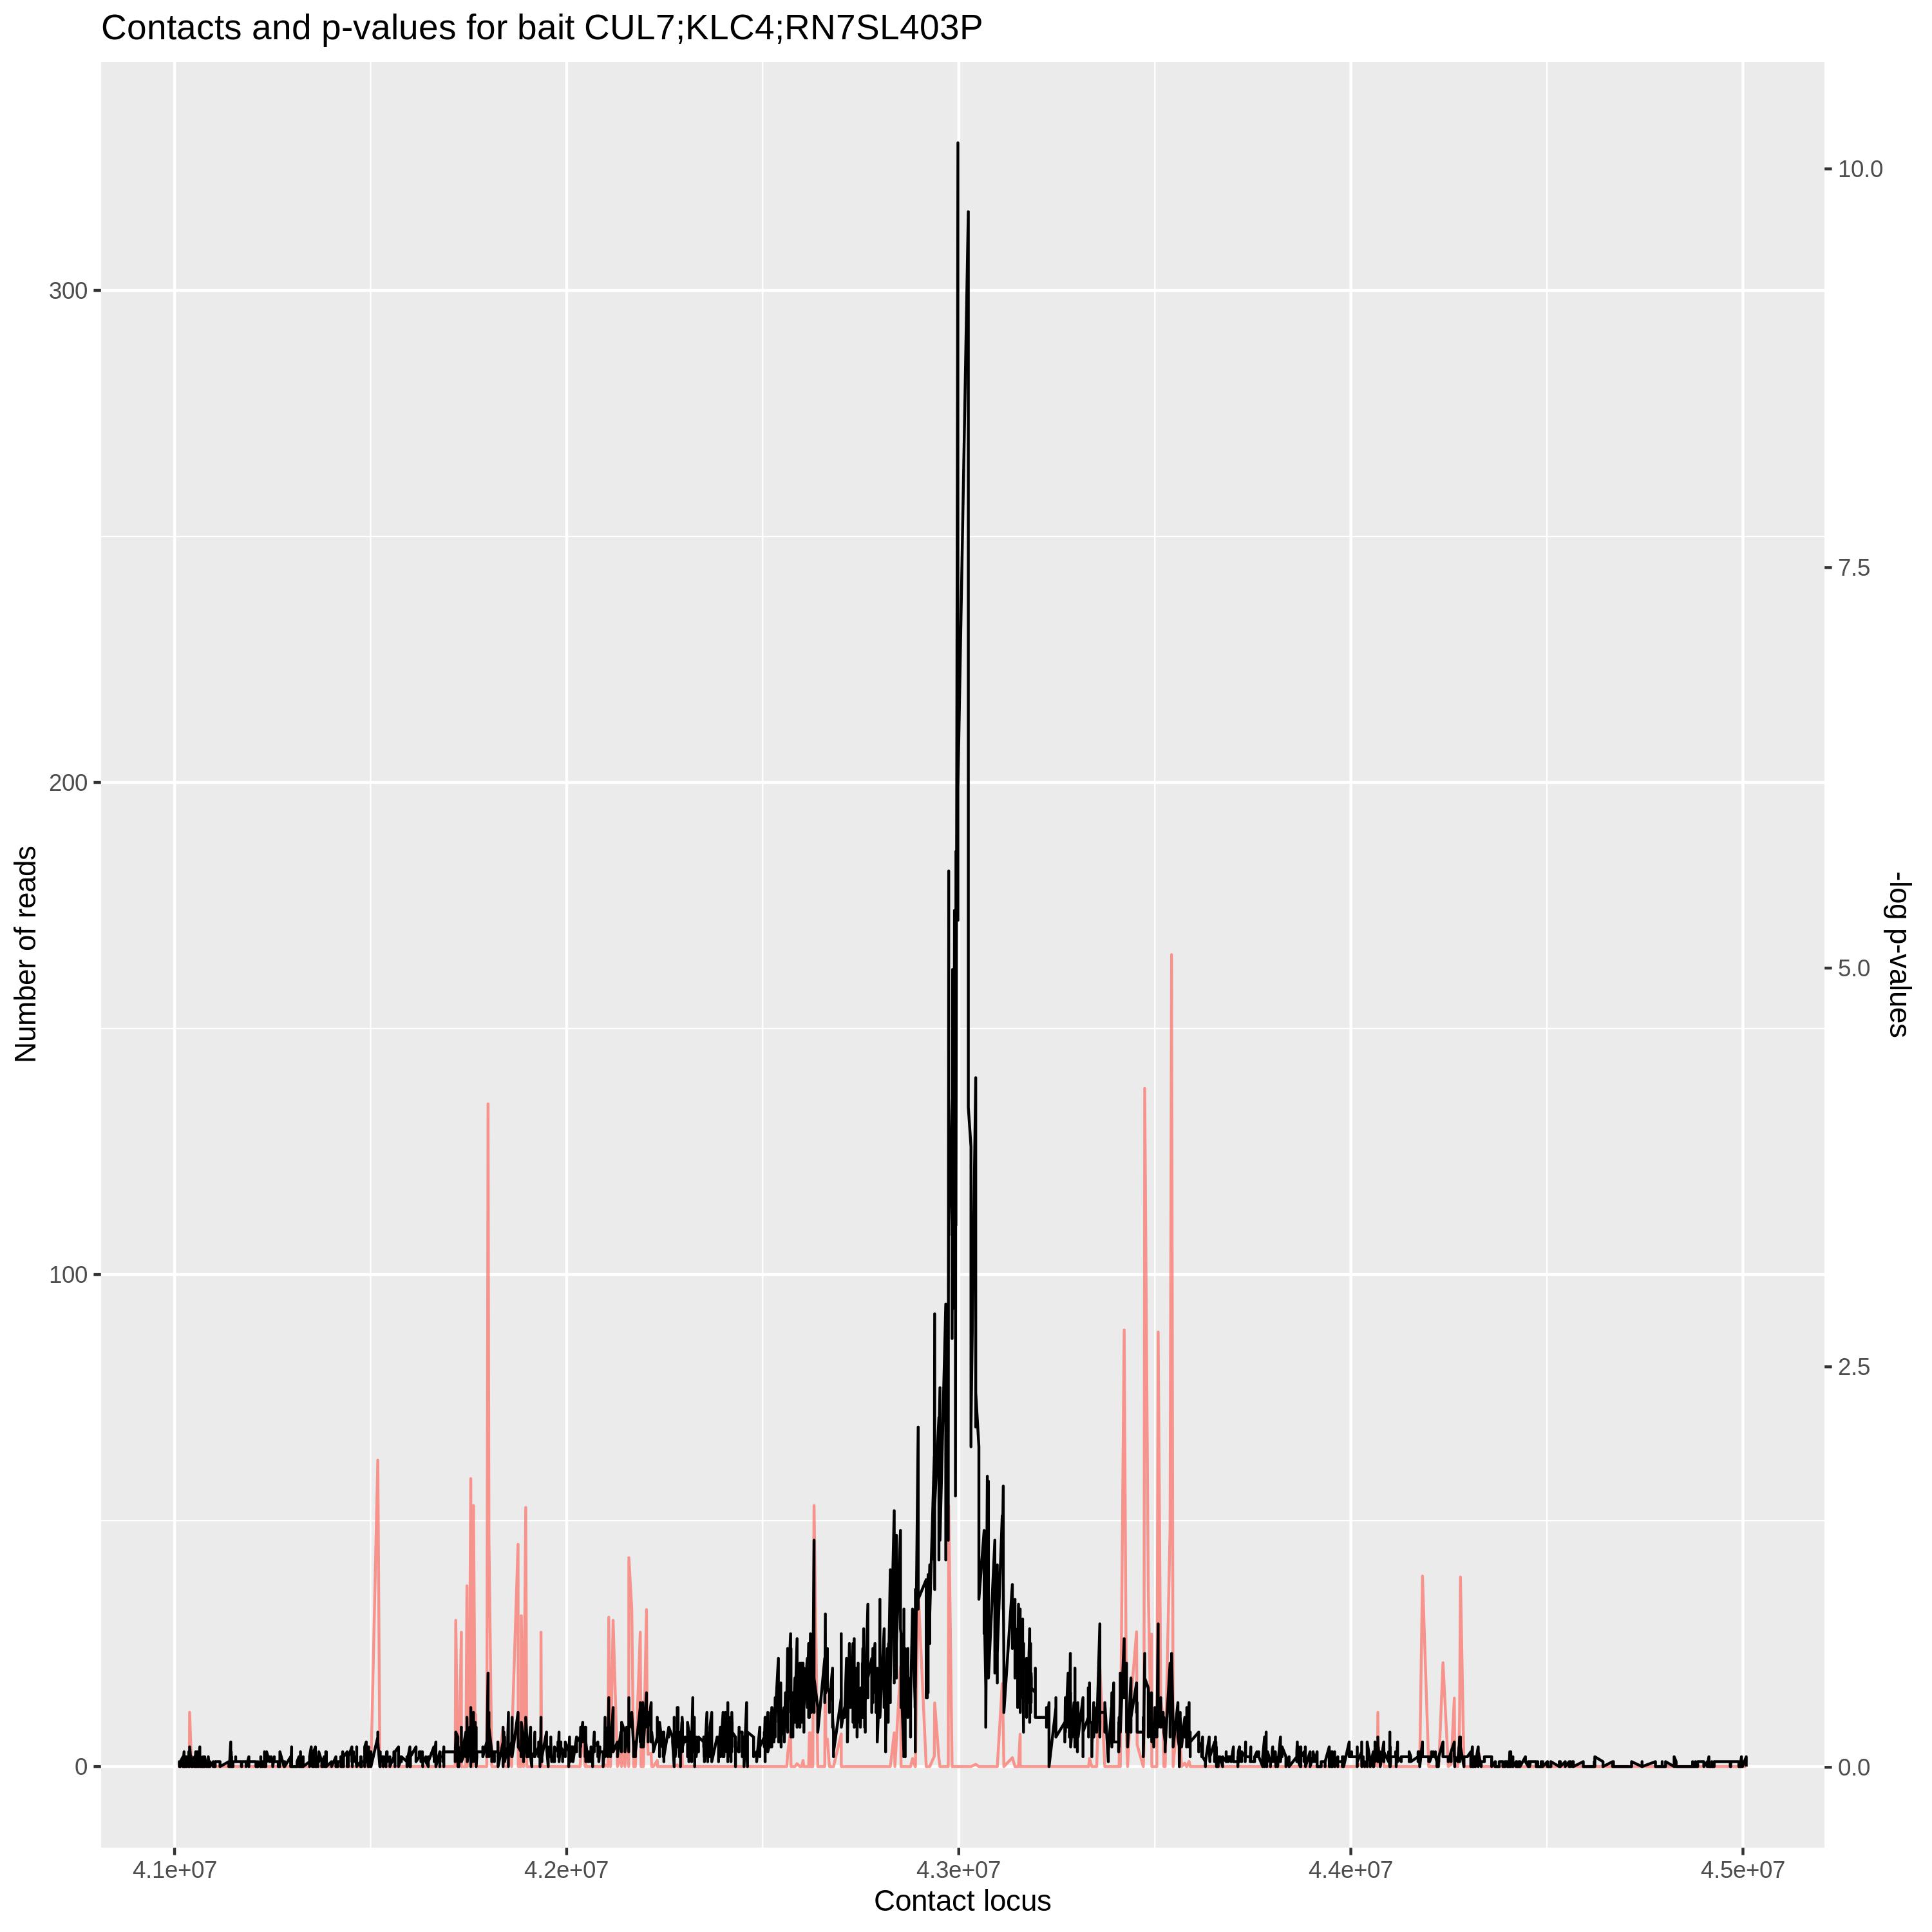 Contacts and p-values for bait CUL7;KLC4;RN7SL403P
Number of reads
300
200
100
0
10.0
7.5
5.0
2.5
0.0
-log p-values
4.1e+07
4.2e+07
4.3e+07
4.4e+07
4.5e+07
Contact locus